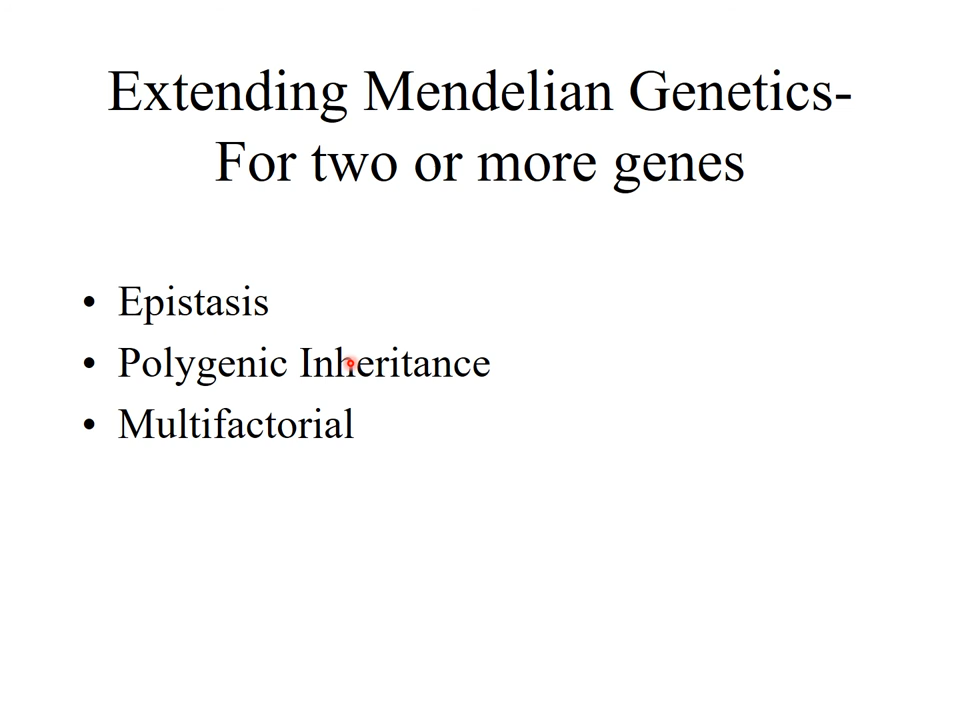 Extending Mendelian Genetics-
For two or more genes
• Epistasis
• Polygenic Inheritance
• Multifactorial